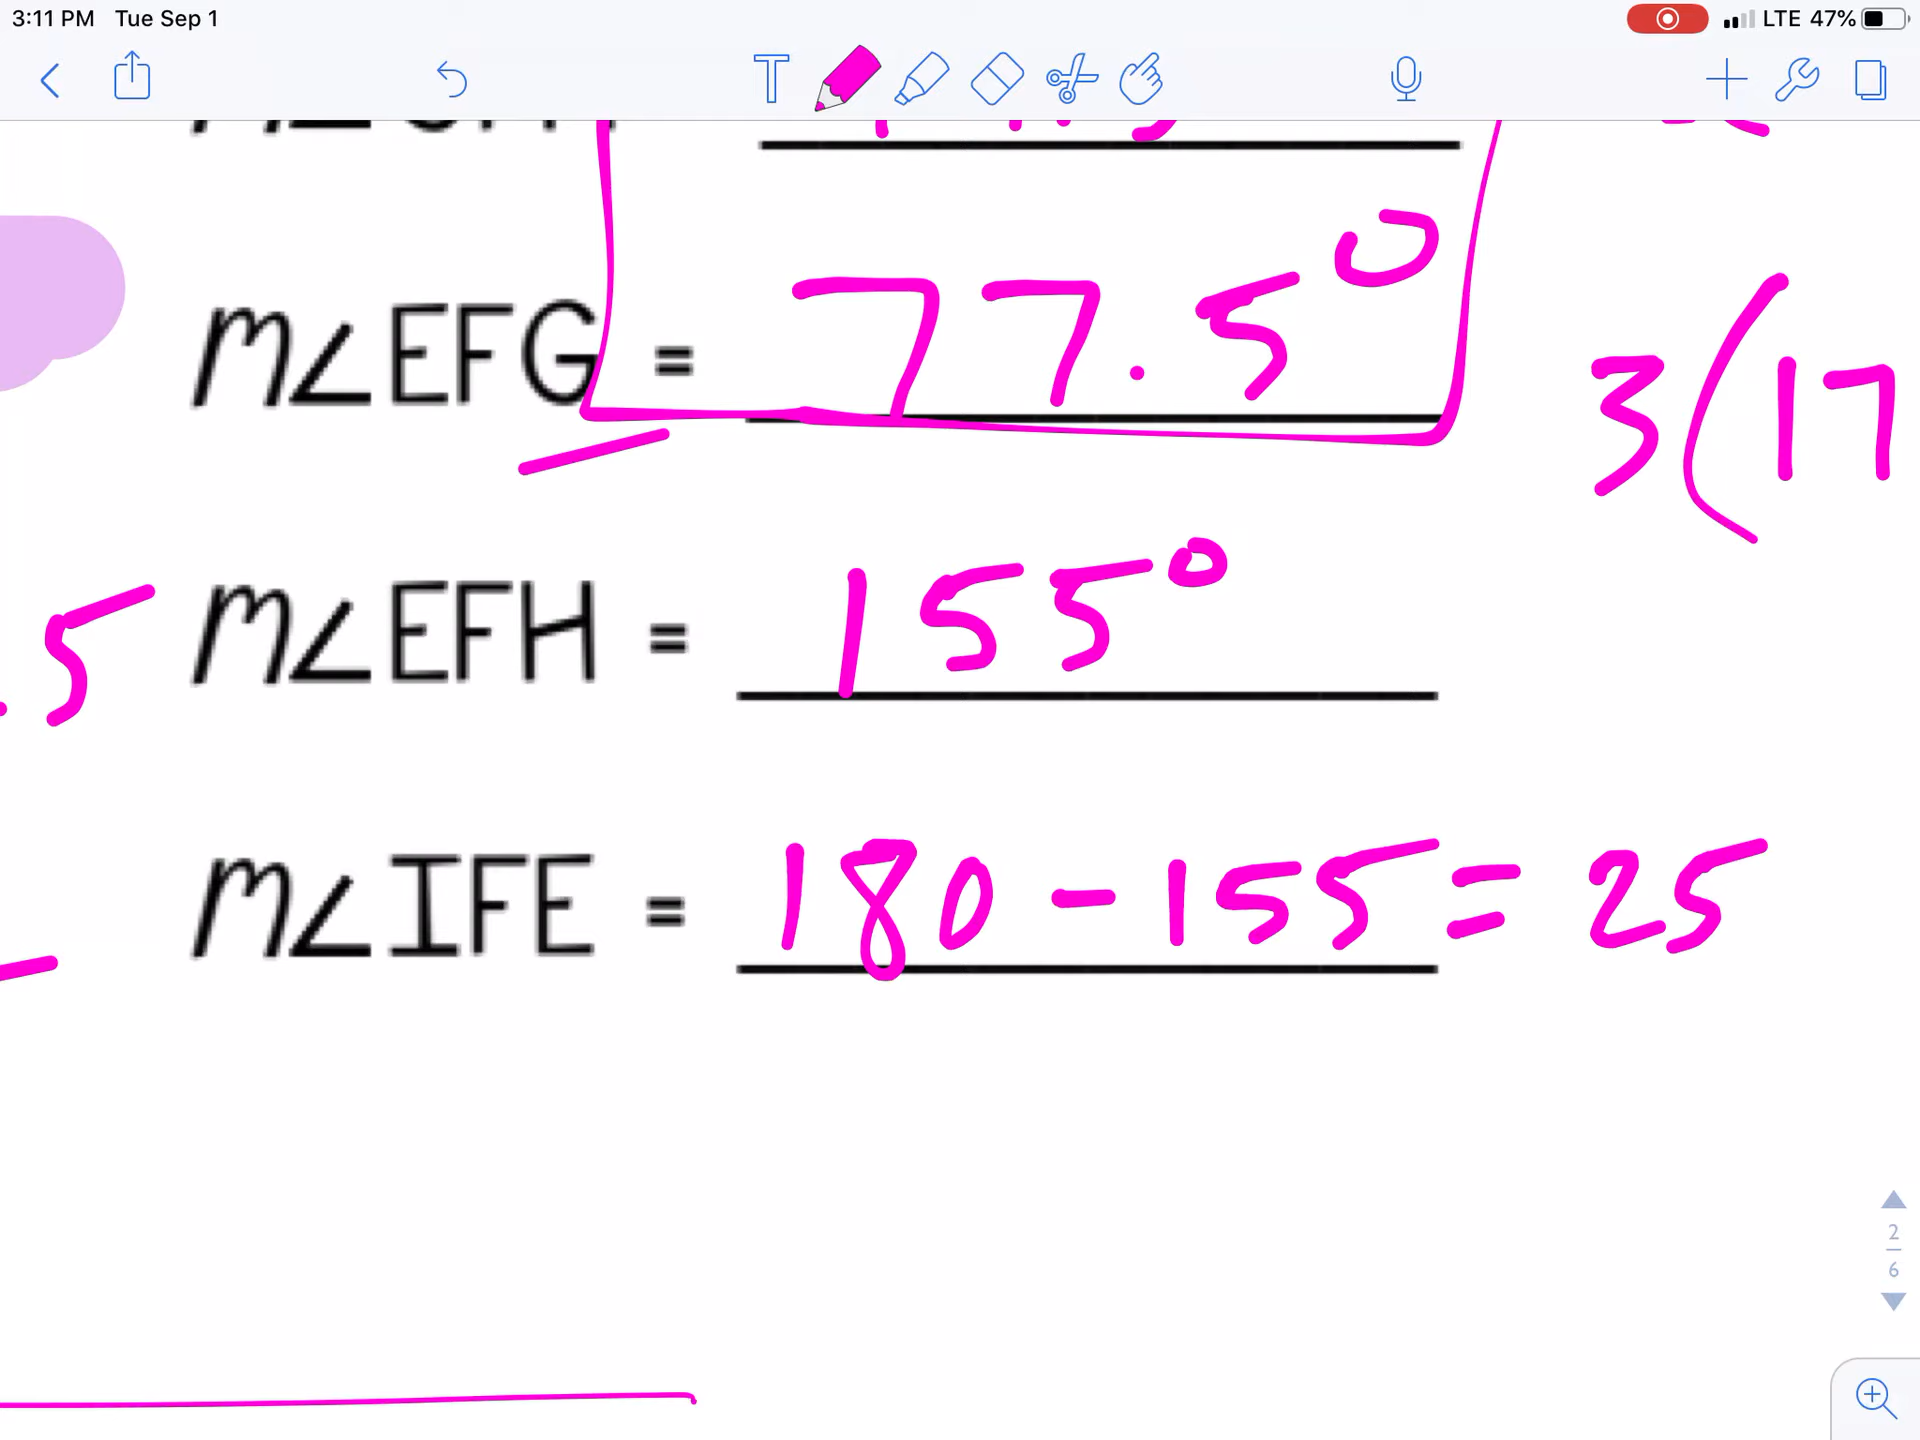 3:11 PM Tue Sep 1 LTE 47%
T
m∠EFG = 77.5°
3(17
m∠EFH = 155°
.5
m∠IFE = 180 - 155 = 25
2
6